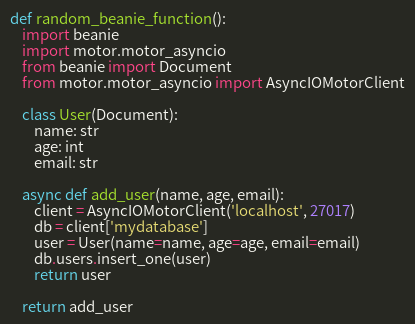 def random_beanie_function():
    import beanie
    import motor.motor_asyncio
    from beanie import Document
    from motor.motor_asyncio import AsyncIOMotorClient

    class User(Document):
        name: str
        age: int
        email: str

    async def add_user(name, age, email):
        client = AsyncIOMotorClient('localhost', 27017)
        db = client['mydatabase']
        user = User(name=name, age=age, email=email)
        db.users.insert_one(user)
        return user

    return add_user